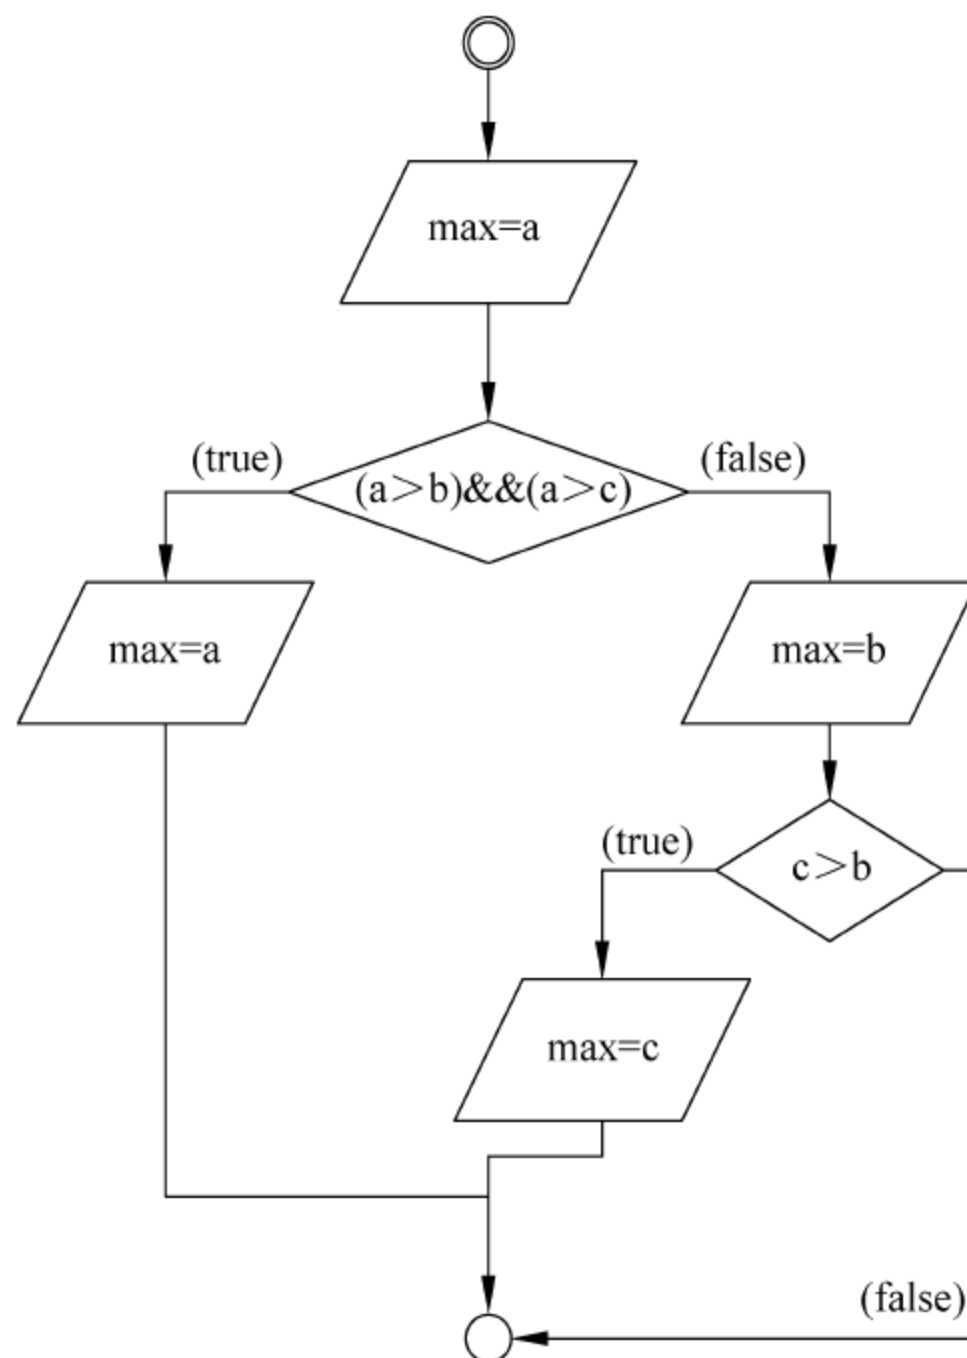 max=a
(true)
(a>b)&&(a>c)
(false)
max=a
max=b
(true)
c>b
max=c
(false)